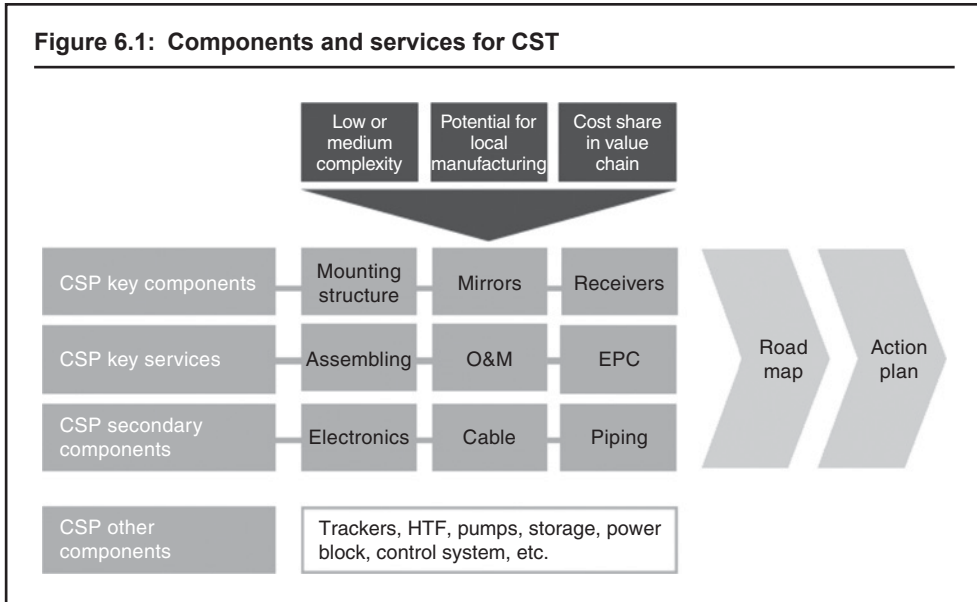 Figure 6.1: Components and services for CST
Low or
medium
complexity
Potential for
local
manufacturing
Cost share
in value
chain
CSP key components
Mounting
structure
Mirrors
Receivers
CSP key services
Assembling
O&M
EPC
CSP secondary
components
Electronics
Cable
Piping
Road
map
Action
plan
CSP other
components
Trackers, HTF, pumps, storage, power
block, control system, etc.